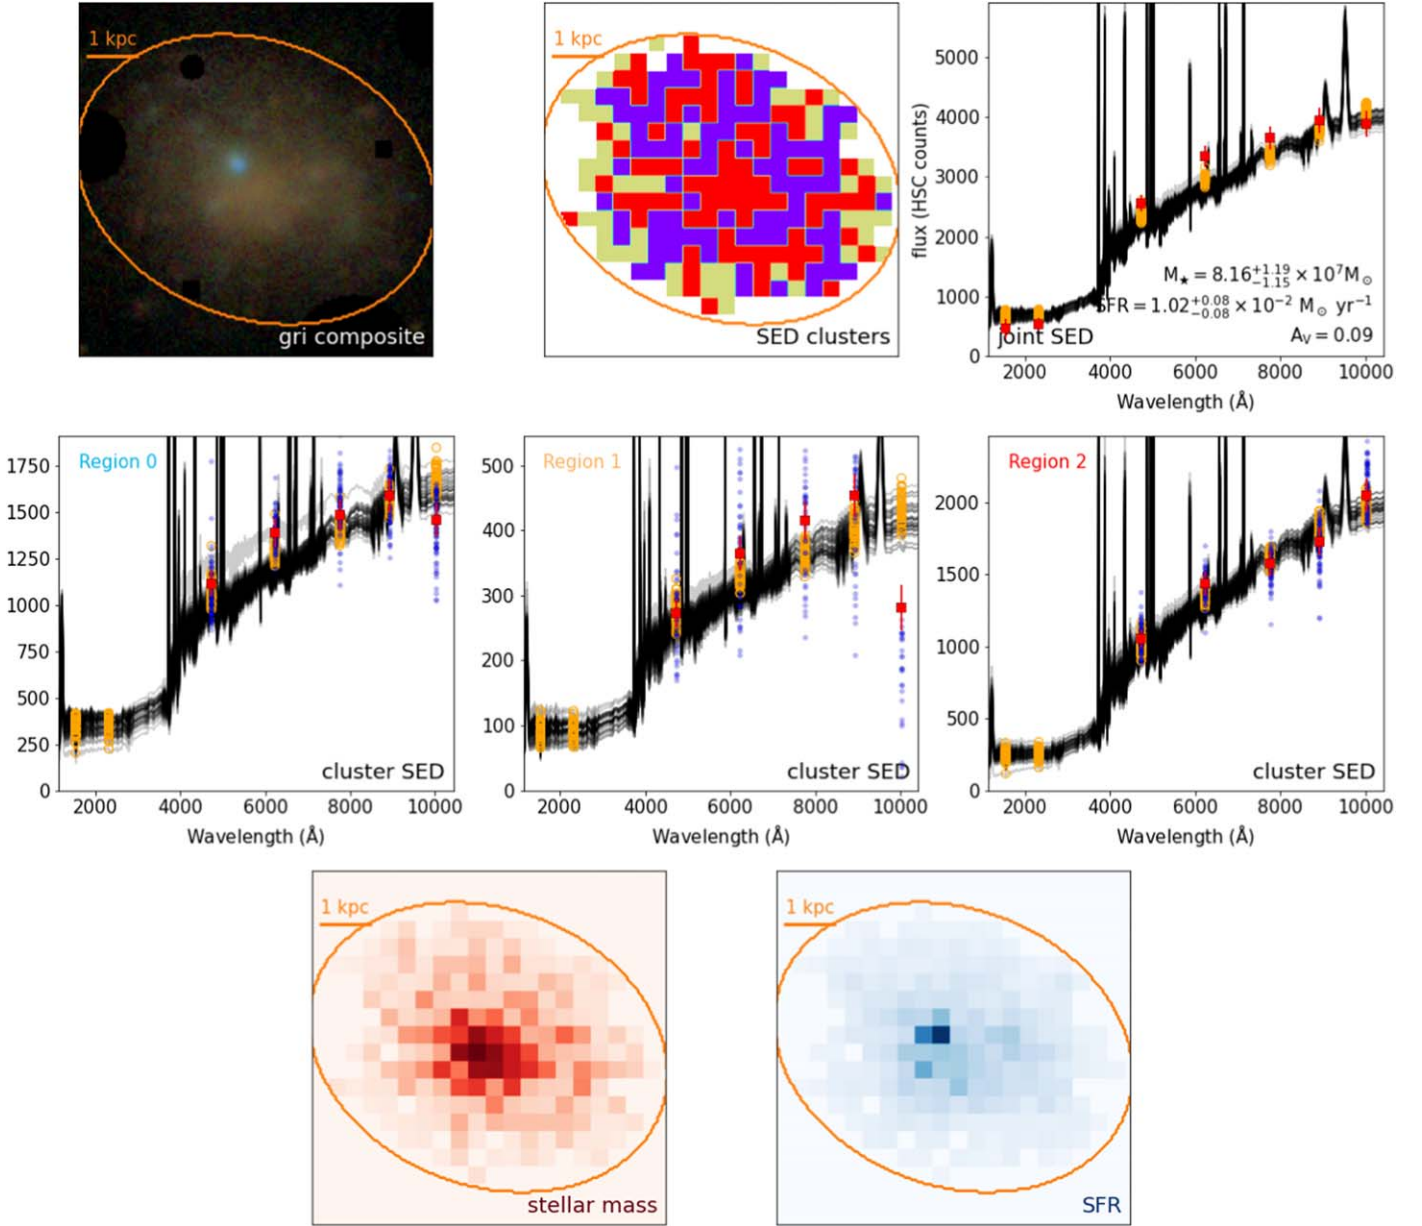 1 kpc
gri composite
1 kpc
SED clusters
flux (HSC counts)
5000
4000
3000
2000
1000
0
M★ = 8.16+1.19−1.15 × 10⁷M⊙
SFR = 1.02+0.08−0.08 × 10⁻² M⊙ yr⁻¹
Aᵥ = 0.09
joint SED
2000 4000 6000 8000 10000
Wavelength (Å)
Region 0
1750
1500
1250
1000
750
500
250
0
cluster SED
2000 4000 6000 8000 10000
Wavelength (Å)
Region 1
500
400
300
200
100
0
cluster SED
2000 4000 6000 8000 10000
Wavelength (Å)
Region 2
2000
1500
1000
500
0
cluster SED
2000 4000 6000 8000 10000
Wavelength (Å)
1 kpc
stellar mass
1 kpc
SFR